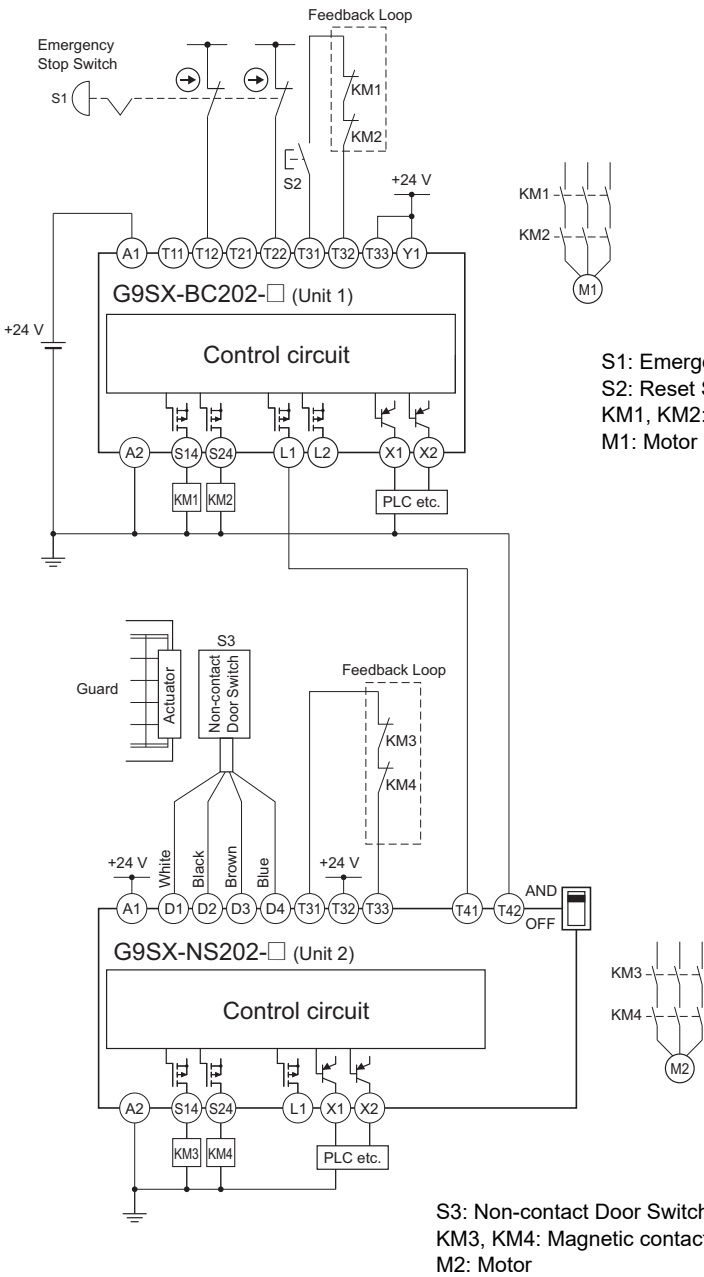 Feedback Loop
Emergency
Stop Switch
S1
KM1
KM2
S2
+24 V
A1 T11 T12 T21 T22 T31 T32 T33 Y1
G9SX-BC202-□ (Unit 1)
+24 V
Control circuit
A2 S14 S24 L1 L2 X1 X2
KM1 KM2 PLC etc.
KM1
KM2
M1
S1:
S2: Reset
KM1, KM2:
M1: Motor
Guard
Actuator
S3
Non-contact
Door Switch
Feedback Loop
KM3
KM4
+24 V
White
Black
Brown
Blue
+24 V
A1 D1 D2 D3 D4 T31 T32 T33 T41 T42
AND
OFF
G9SX-NS202-□ (Unit 2)
Control circuit
A2 S14 S24 L1 X1 X2
KM3 KM4 PLC etc.
KM3
KM4
M2
S3: Non-contact Door Switch
KM3, KM4: Magnetic
M2: Motor